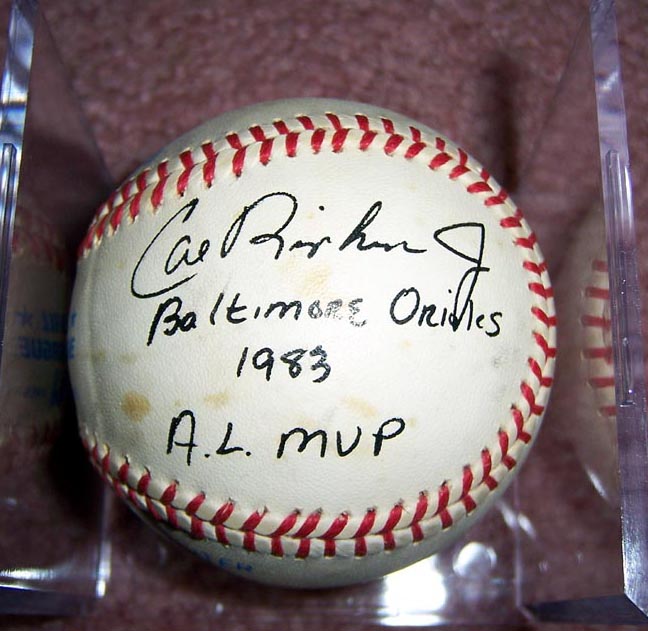 Cal Ripken Jr
Baltimore Orioles
1983
A.L. MVP